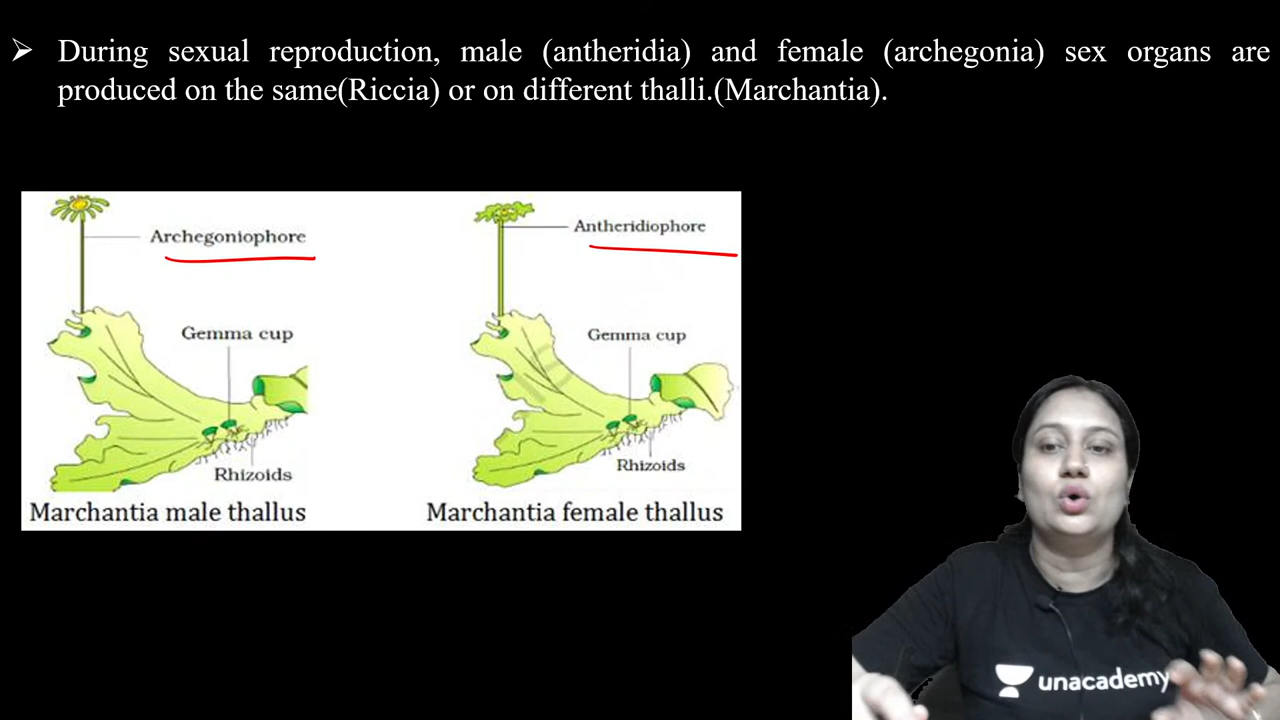 ➢ During sexual reproduction, male (antheridia) and female (archegonia) sex organs are
produced on the same(Riccia) or on different thalli.(Marchantia).
Archegoniophore
Gemma cup
Rhizoids
Marchantia male thallus
Antheridiophore
Gemma cup
Rhizoids
Marchantia female thallus
unacademy